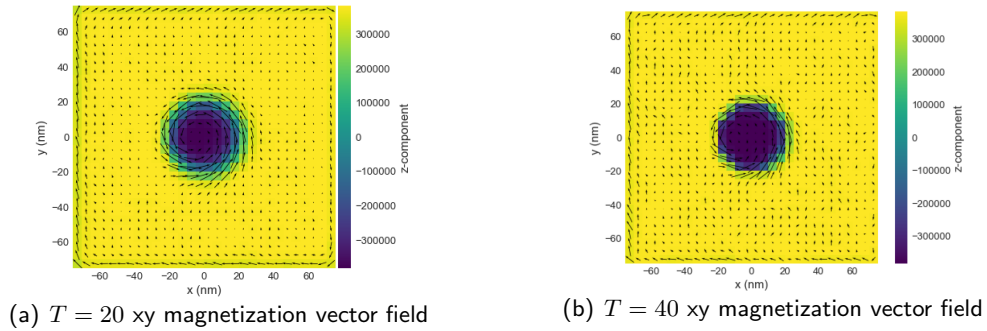 60
40
20
0
−20
−40
−60
y (nm)
−60 −40 −20 0 20 40 60
x (nm)
300000
200000
100000
0
−100000
−200000
−300000
z-component
(a) T = 20 xy magnetization vector field
60
40
20
0
−20
−40
−60
y (nm)
−60 −40 −20 0 20 40 60
x (nm)
300000
200000
100000
0
−100000
−200000
−300000
z-component
(b) T = 40 xy magnetization vector field